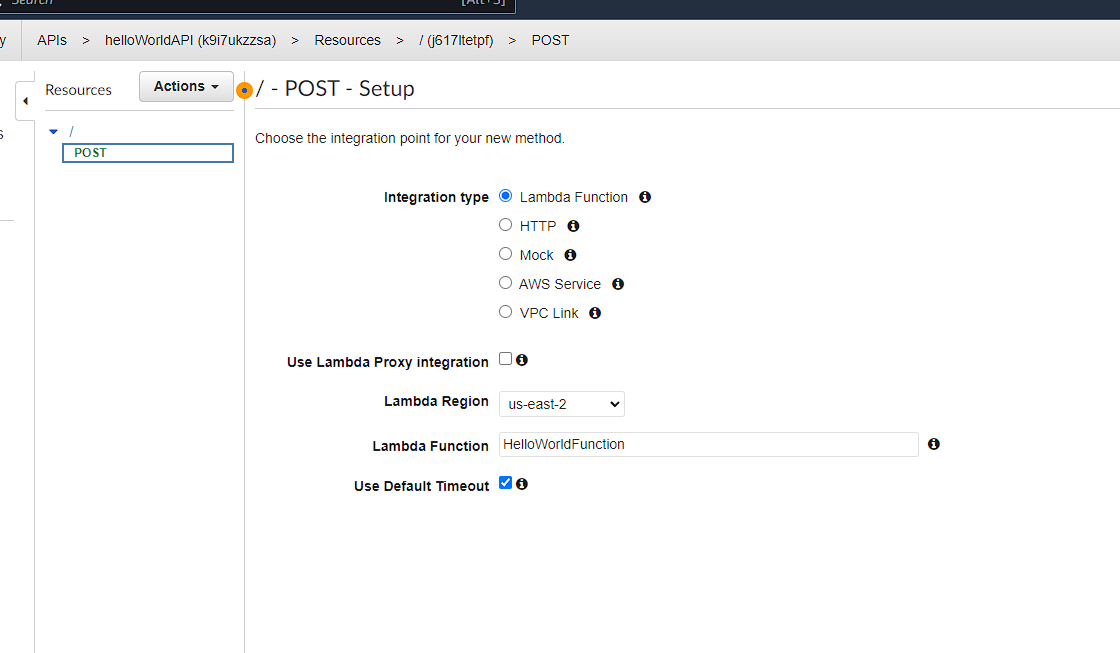 Search [Alt+S]
y APIs > helloWorldAPI (k9i7ukzzsa) > Resources > / (j617ltetpf) > POST
Resources Actions / - POST - Setup
s
/
POST
Choose the integration point for your new method.
Integration type Lambda Function
HTTP
Mock
AWS Service
VPC Link
Use Lambda Proxy integration
Lambda Region us-east-2
Lambda Function HelloWorldFunction
Use Default Timeout